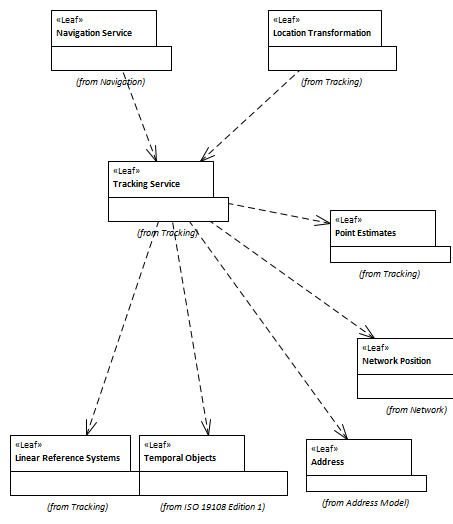 «Leaf»
Navigation Service
(from Navigation)
«Leaf»
Location Transformation
(from Tracking)
«Leaf»
Tracking Service
(from Tracking)
«Leaf»
Point Estimates
(from Tracking)
«Leaf»
Network Position
(from Network)
«Leaf»
Linear Reference Systems
(from Tracking)
«Leaf»
Temporal Objects
(from ISO 19108 Edition 1)
«Leaf»
Address
(from Address Model)